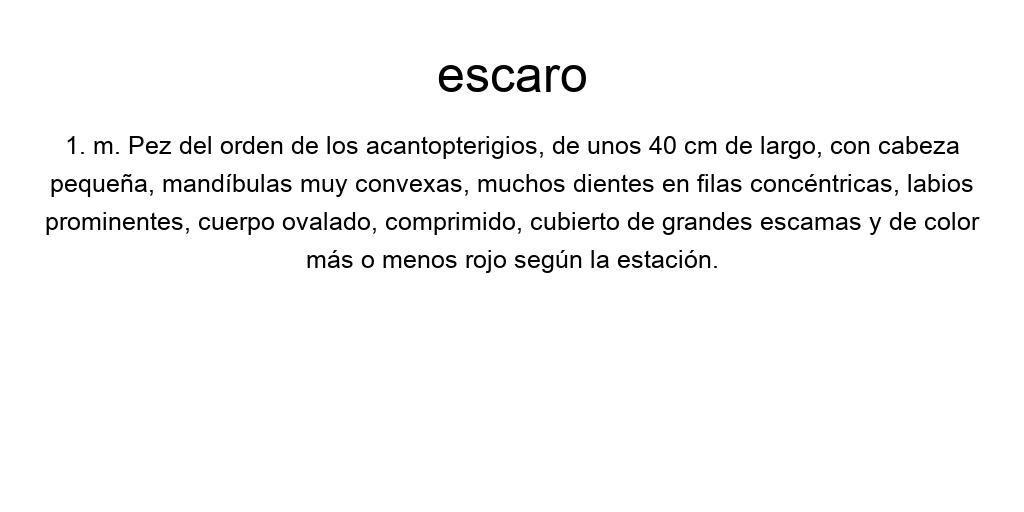 escaro
1. m. Pez del orden de los acantopterigios, de unos 40 cm de largo, con cabeza
pequeña, mandíbulas muy convexas, muchos dientes en filas concéntricas, labios
prominentes, cuerpo ovalado, comprimido, cubierto de grandes escamas y de color
más o menos rojo según la estación.